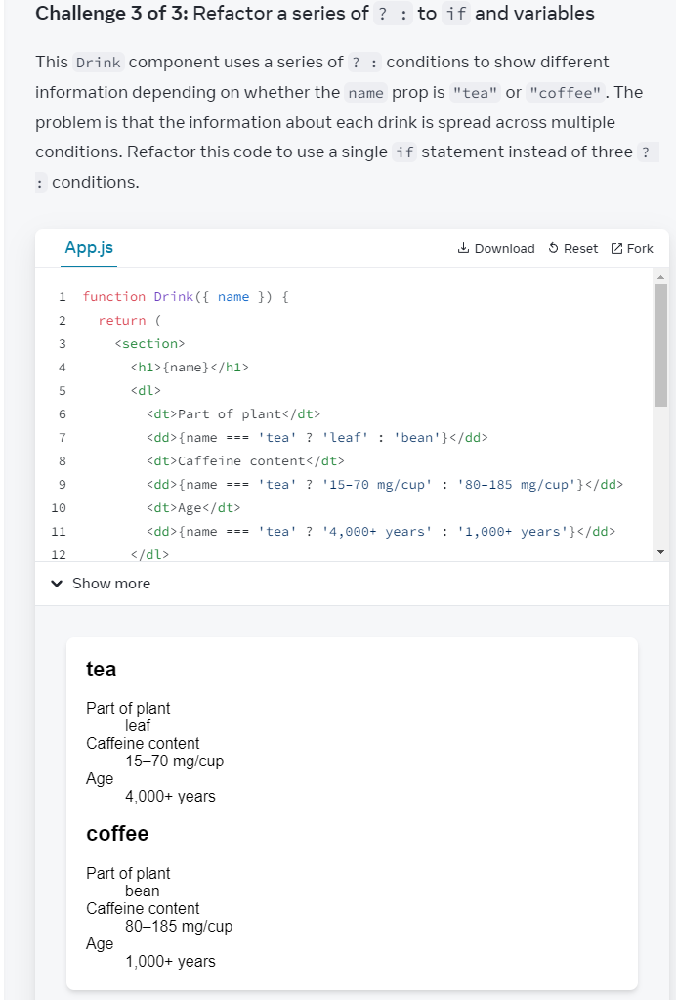 Challenge 3 of 3: Refactor a series of ? : to if and variables
This Drink component uses a series of ? : conditions to show different
information depending on whether the name prop is "tea" or "coffee". The
problem is that the information about each drink is spread across multiple
conditions. Refactor this code to use a single if statement instead of three ?
: conditions.
App.js Download Reset Fork
1 function Drink({ name }) {
2   return (
3     <section>
4       <h1>{name}</h1>
5       <dl>
6         <dt>Part of plant</dt>
7         <dd>{name === 'tea' ? 'leaf' : 'bean'}</dd>
8         <dt>Caffeine content</dt>
9         <dd>{name === 'tea' ? '15–70 mg/cup' : '80–185 mg/cup'}</dd>
10         <dt>Age</dt>
11         <dd>{name === 'tea' ? '4,000+ years' : '1,000+ years'}</dd>
12       </dl>
Show more
tea
Part of plant
leaf
Caffeine content
15–70 mg/cup
Age
4,000+ years
coffee
Part of plant
bean
Caffeine content
80–185 mg/cup
Age
1,000+ years